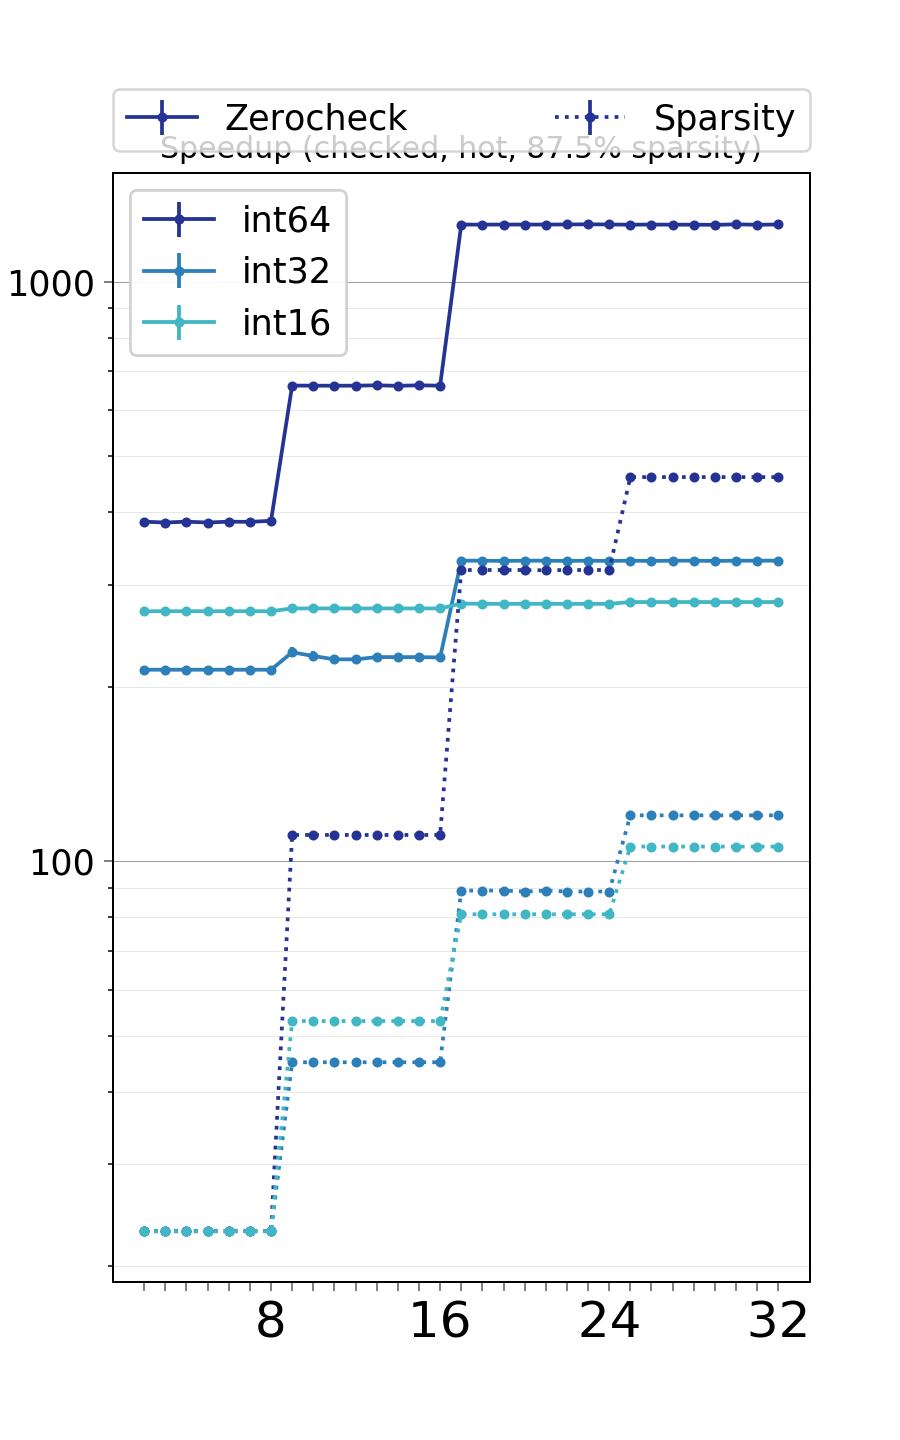 Zerocheck Sparsity
Speedup (checked, hot, 87.5% sparsity)
int64
int32
int16
1000
100
8 16 24 32